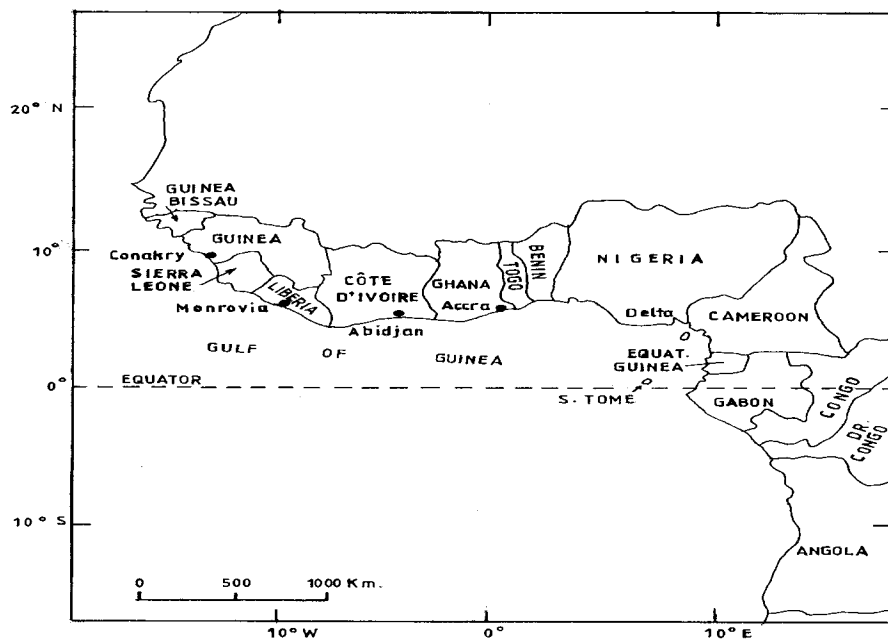 20° N
GUINEA
BISSAU
10°
GUINEA
Conakry
SIERRA
LEONE
LIBERIA
Monrovia
CÔTE
D'IVOIRE
Abidjan
GHANA
Accra
TOGO
BENIN
NIGERIA
Delta
CAMEROON
GULF OF GUINEA
EQUAT.
GUINEA
0°
EQUATOR
S. TOME
GABON
CONGO
DR.
CONGO
10° S
ANGOLA
0 500 1000 Km.
10° W 0° 10° E